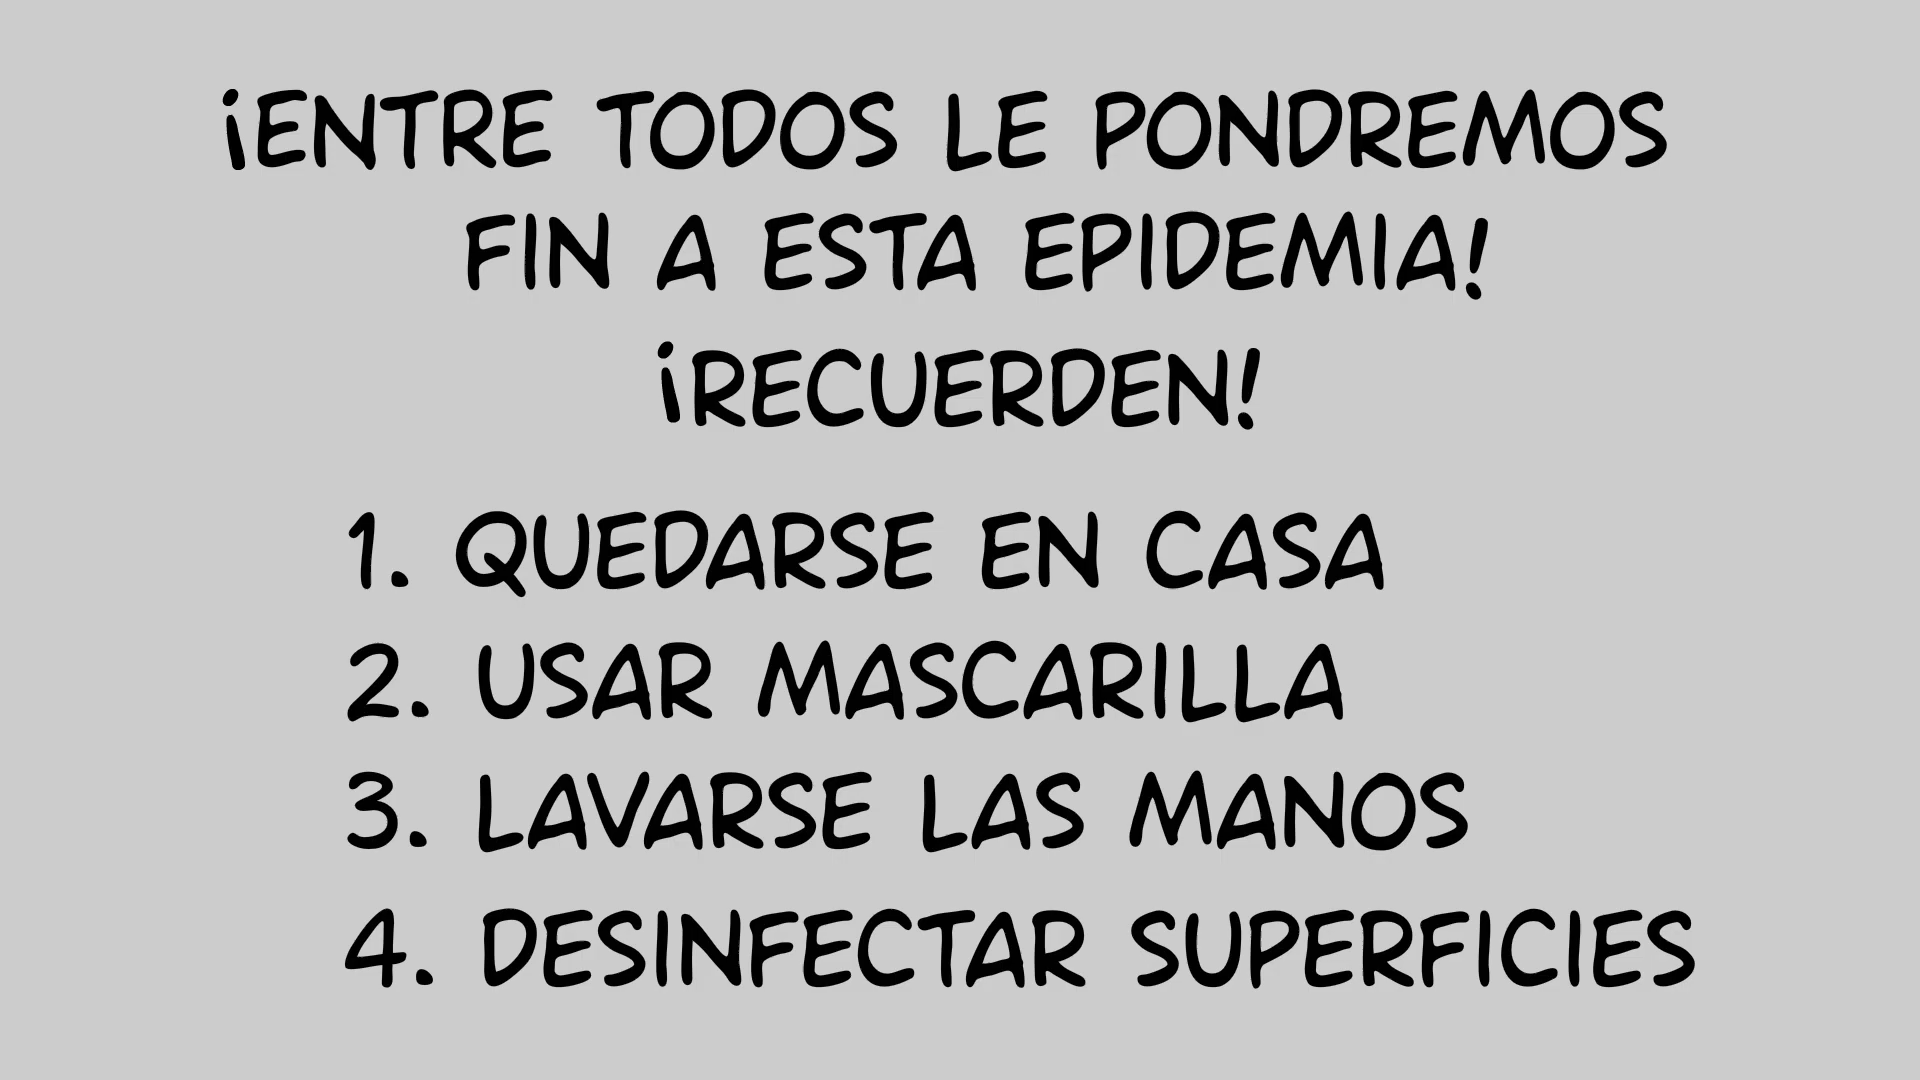 ¡ENTRE TODOS LE PONDREMOS
FIN A ESTA EPIDEMIA!
¡RECUERDEN!
1. QUEDARSE EN CASA
2. USAR MASCARILLA
3. LAVARSE LAS MANOS
4. DESINFECTAR SUPERFICIES